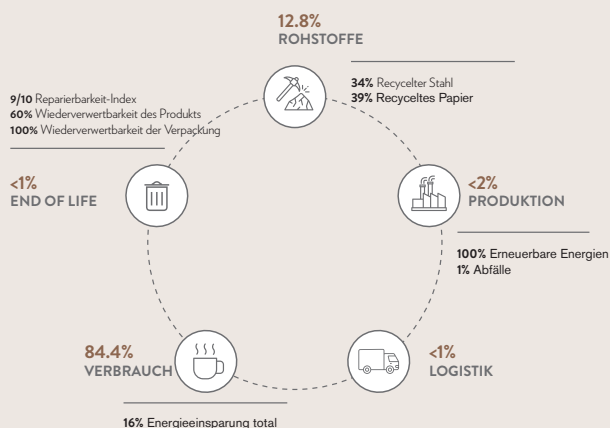 12.8%
ROHSTOFFE
34% Recycelter Stahl
39% Recyceltes Papier
9/10 Reparierbarkeit-Index
60% Wiederverwertbarkeit des Produkts
100% Wiederverwertbarkeit der Verpackung
<1%
END OF LIFE
<2%
PRODUKTION
100% Erneuerbare Energien
1% Abfälle
84.4%
VERBRAUCH
<1%
LOGISTIK
16% Energieeinsparung total